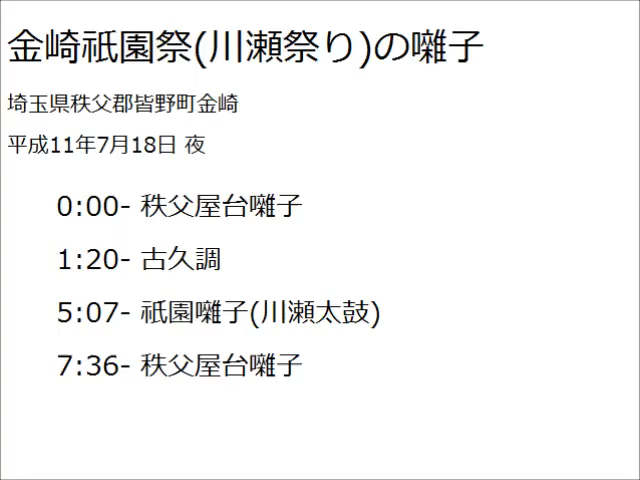 金崎祇園祭(川瀬祭り)の囃子
埼玉県秩父郡皆野町金崎
平成11年7月18日 夜
0:00- 秩父屋台囃子
1:20- 古久調
5:07- 祇園囃子(川瀬太鼓)
7:36- 秩父屋台囃子